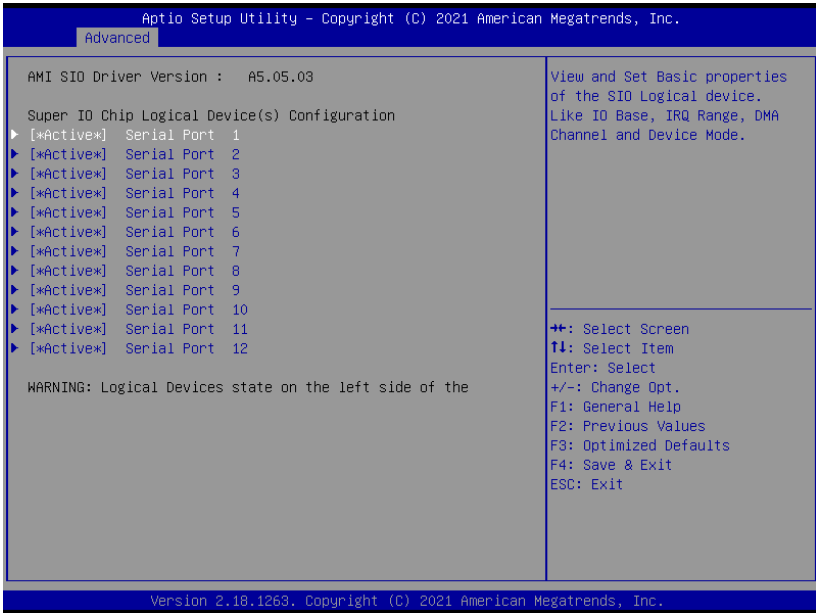 Aptio Setup Utility – Copyright (C) 2021 American Megatrends, Inc.
Advanced
AMI SIO Driver Version :   A5.05.03
Super IO Chip Logical Device(s) Configuration
[*Active*]  Serial Port  1
[*Active*]  Serial Port  2
[*Active*]  Serial Port  3
[*Active*]  Serial Port  4
[*Active*]  Serial Port  5
[*Active*]  Serial Port  6
[*Active*]  Serial Port  7
[*Active*]  Serial Port  8
[*Active*]  Serial Port  9
[*Active*]  Serial Port  10
[*Active*]  Serial Port  11
[*Active*]  Serial Port  12
WARNING: Logical Devices state on the left side of the
View and Set Basic properties
of the SIO Logical device.
Like IO Base, IRQ Range, DMA
Channel and Device Mode.
→←: Select Screen
↑↓: Select Item
Enter: Select
+/-: Change Opt.
F1: General Help
F2: Previous Values
F3: Optimized Defaults
F4: Save & Exit
ESC: Exit
Version 2.18.1263. Copyright (C) 2021 American Megatrends, Inc.